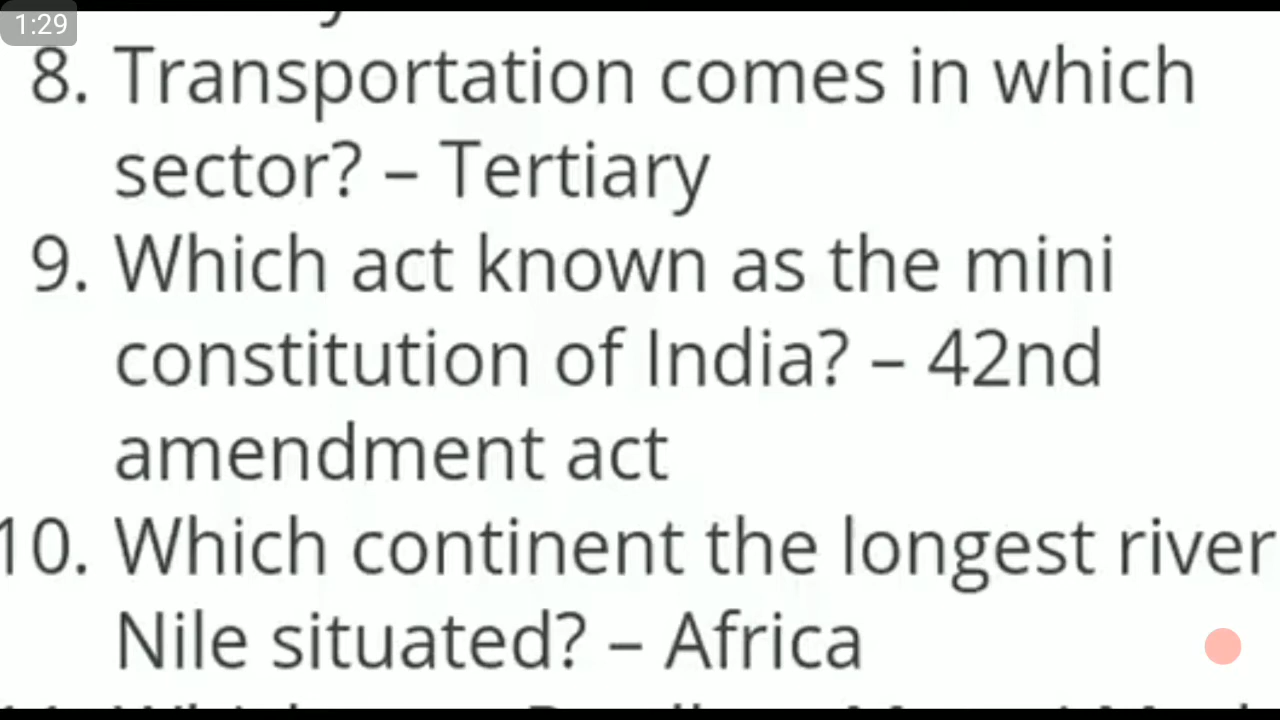 1:29
8. Transportation comes in which
sector? – Tertiary
9. Which act known as the mini
constitution of India? – 42nd
amendment act
10. Which continent the longest river
Nile situated? – Africa